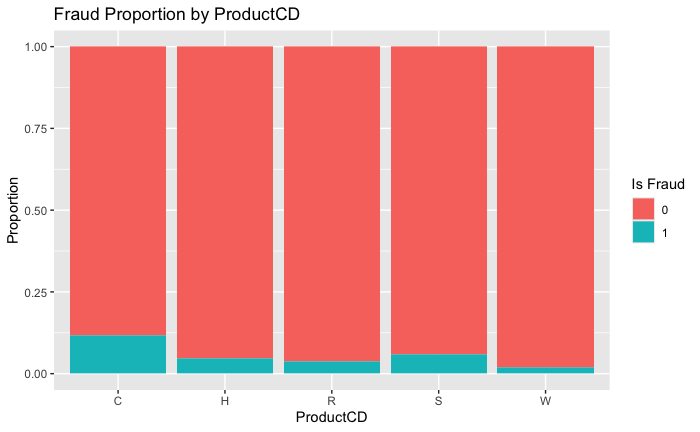 Fraud Proportion by ProductCD
1.00
0.75
0.50
0.25
0.00
Proportion
C H R S W
ProductCD
Is Fraud
0
1